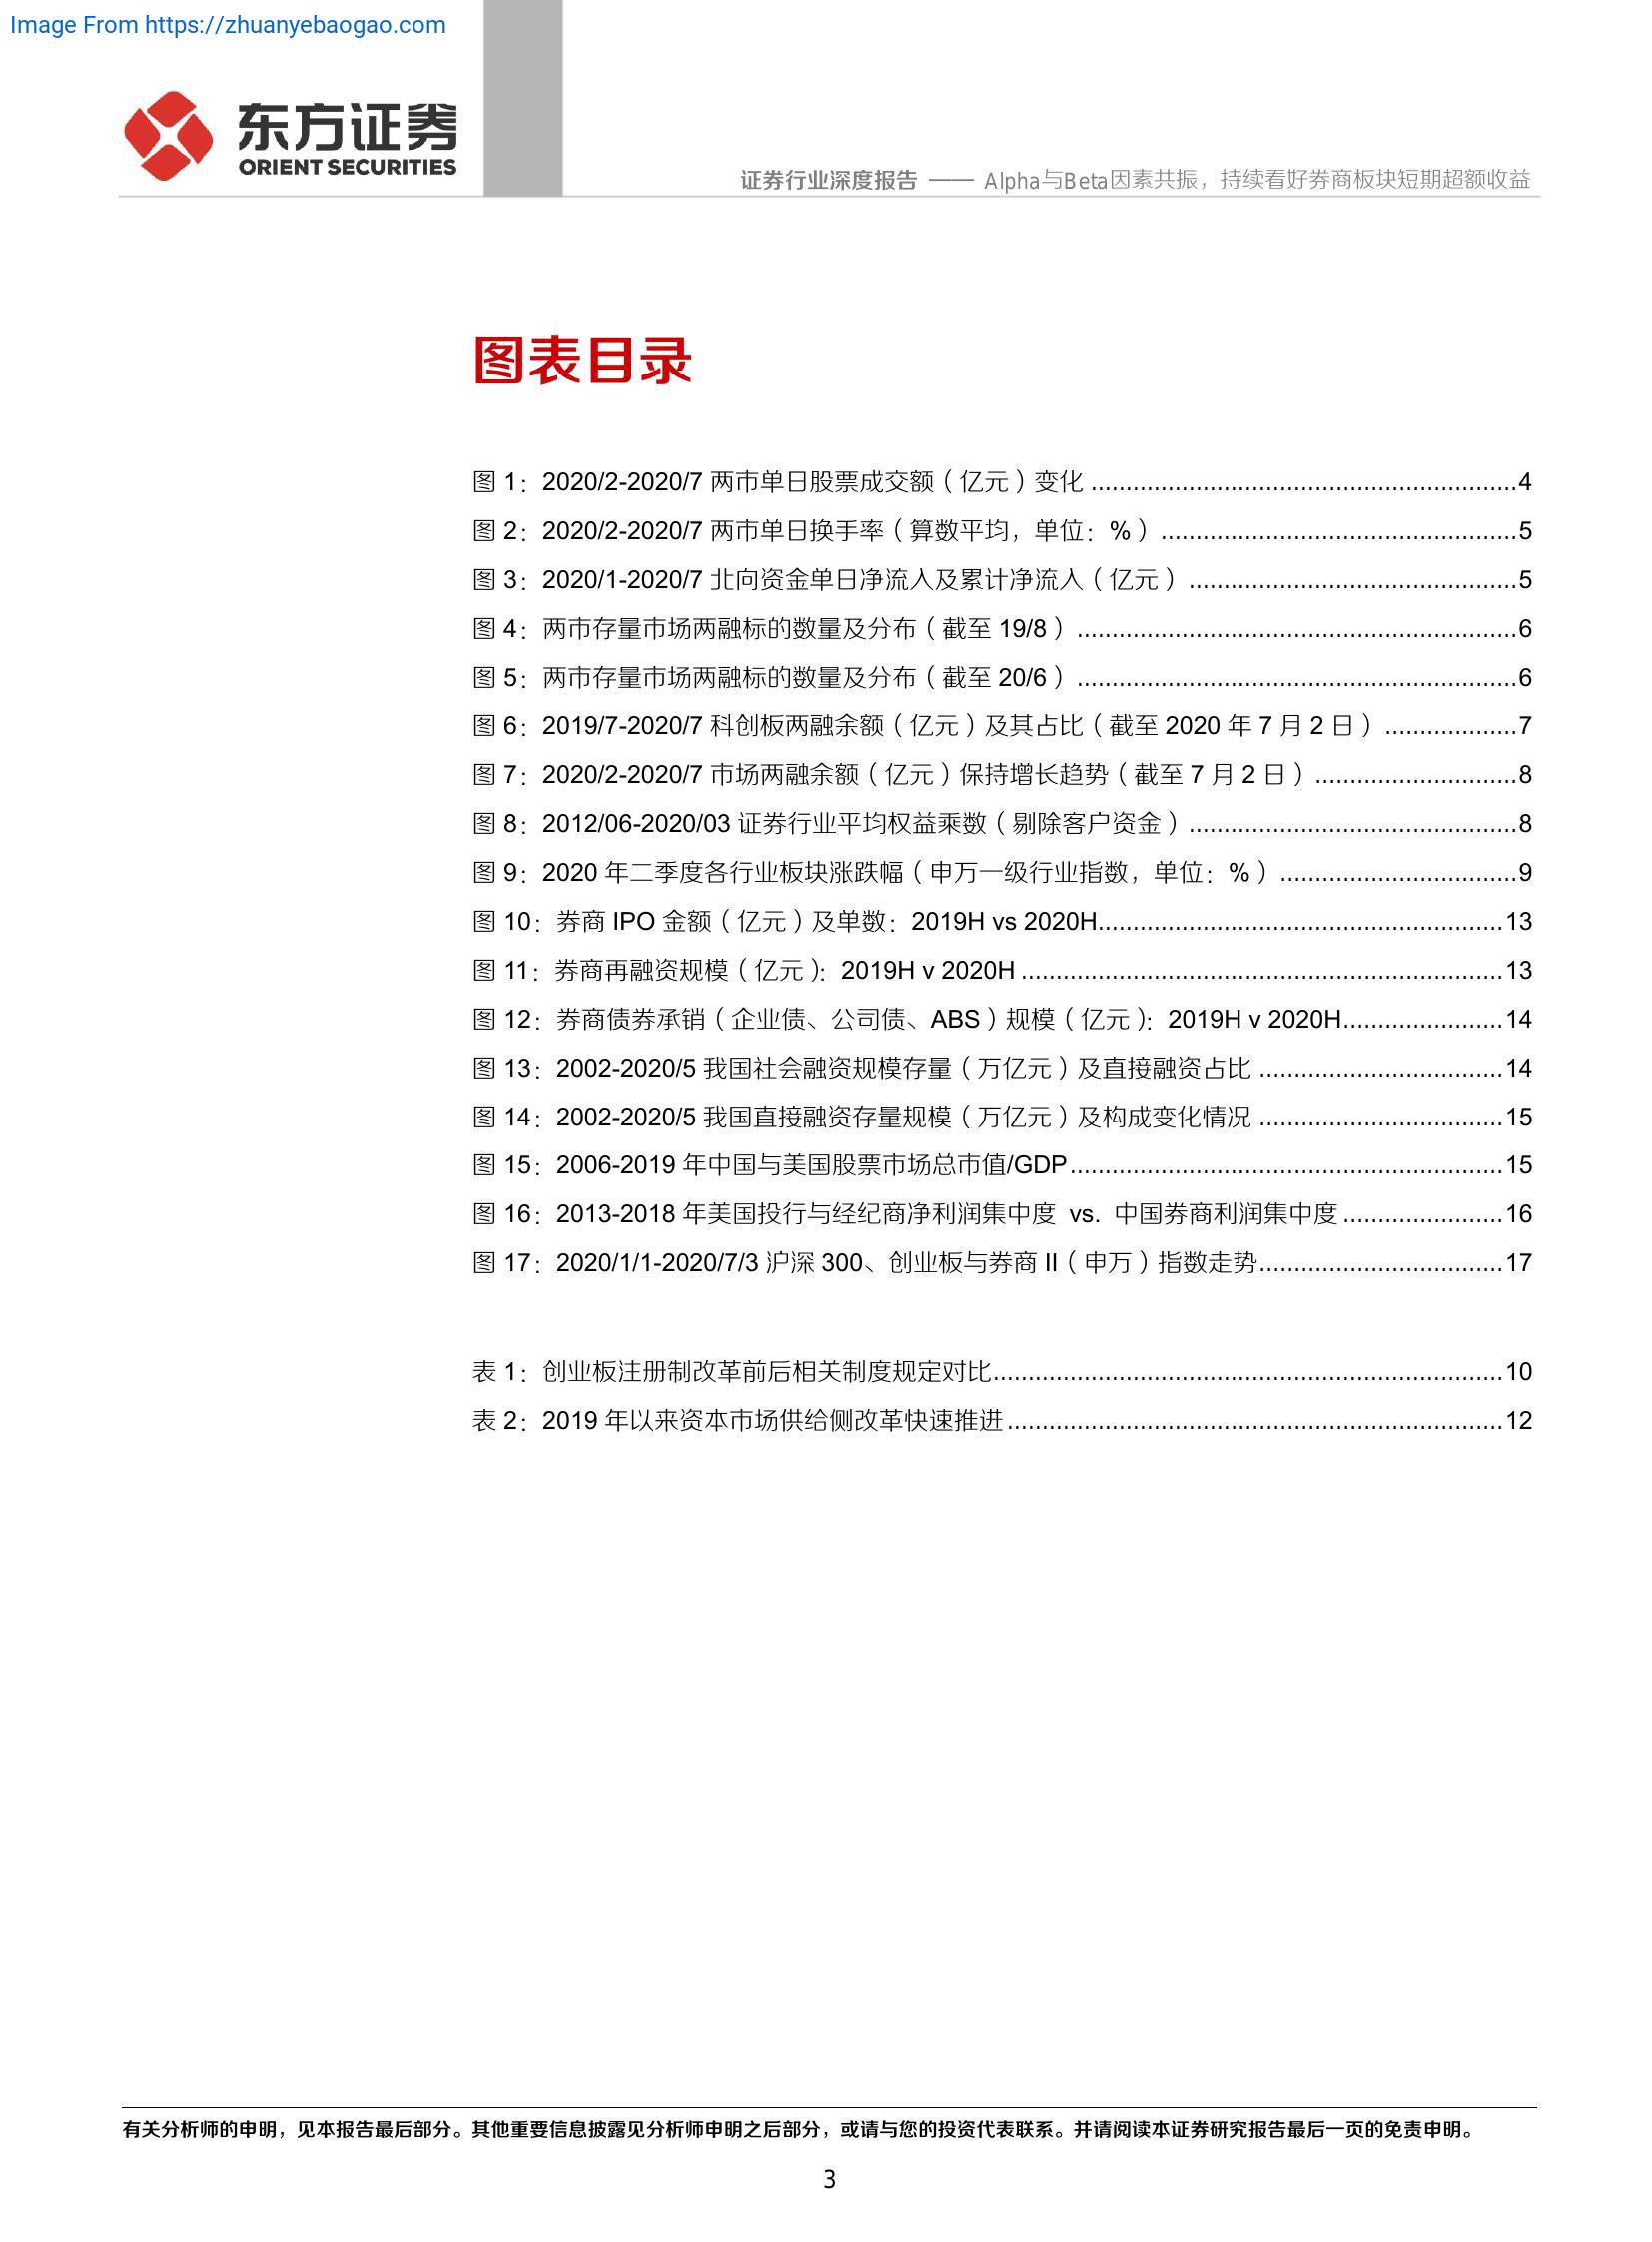 Image From https://zhuanyebaogao.com
东方证券
ORIENT SECURITIES
证券行业深度报告 —— Alpha与Beta因素共振，持续看好券商板块短期超额收益
图表目录
图 1：2020/2-2020/7 两市单日股票成交额（亿元）变化 ............................................................. 4
图 2：2020/2-2020/7 两市单日换手率（算数平均，单位：%）................................................... 5
图 3：2020/1-2020/7 北向资金单日净流入及累计净流入（亿元）............................................... 5
图 4：两市存量市场两融标的数量及分布（截至 19/8）............................................................... 6
图 5：两市存量市场两融标的数量及分布（截至 20/6）............................................................... 6
图 6：2019/7-2020/7 科创板两融余额（亿元）及其占比（截至 2020 年 7 月 2 日）................... 7
图 7：2020/2-2020/7 市场两融余额（亿元）保持增长趋势（截至 7 月 2 日）............................. 8
图 8：2012/06-2020/03 证券行业平均权益乘数（剔除客户资金）............................................... 8
图 9：2020 年二季度各行业板块涨跌幅（申万一级行业指数，单位：%）.................................. 9
图 10：券商 IPO 金额（亿元）及单数：2019H vs 2020H.......................................................... 13
图 11：券商再融资规模（亿元）：2019H v 2020H ..................................................................... 13
图 12：券商债券承销（企业债、公司债、ABS）规模（亿元）：2019H v 2020H....................... 14
图 13：2002-2020/5 我国社会融资规模存量（万亿元）及直接融资占比 ................................... 14
图 14：2002-2020/5 我国直接融资存量规模（万亿元）及构成变化情况 ................................... 15
图 15：2006-2019 年中国与美国股票市场总市值/GDP.............................................................. 15
图 16：2013-2018 年美国投行与经纪商净利润集中度 vs. 中国券商利润集中度 ....................... 16
图 17：2020/1/1-2020/7/3 沪深 300、创业板与券商 II（申万）指数走势................................... 17
表 1：创业板注册制改革前后相关制度规定对比......................................................................... 10
表 2：2019 年以来资本市场供给侧改革快速推进 ....................................................................... 12
有关分析师的申明，见本报告最后部分。其他重要信息披露见分析师申明之后部分，或请与您的投资代表联系。并请阅读本证券研究报告最后一页的免责申明。
3